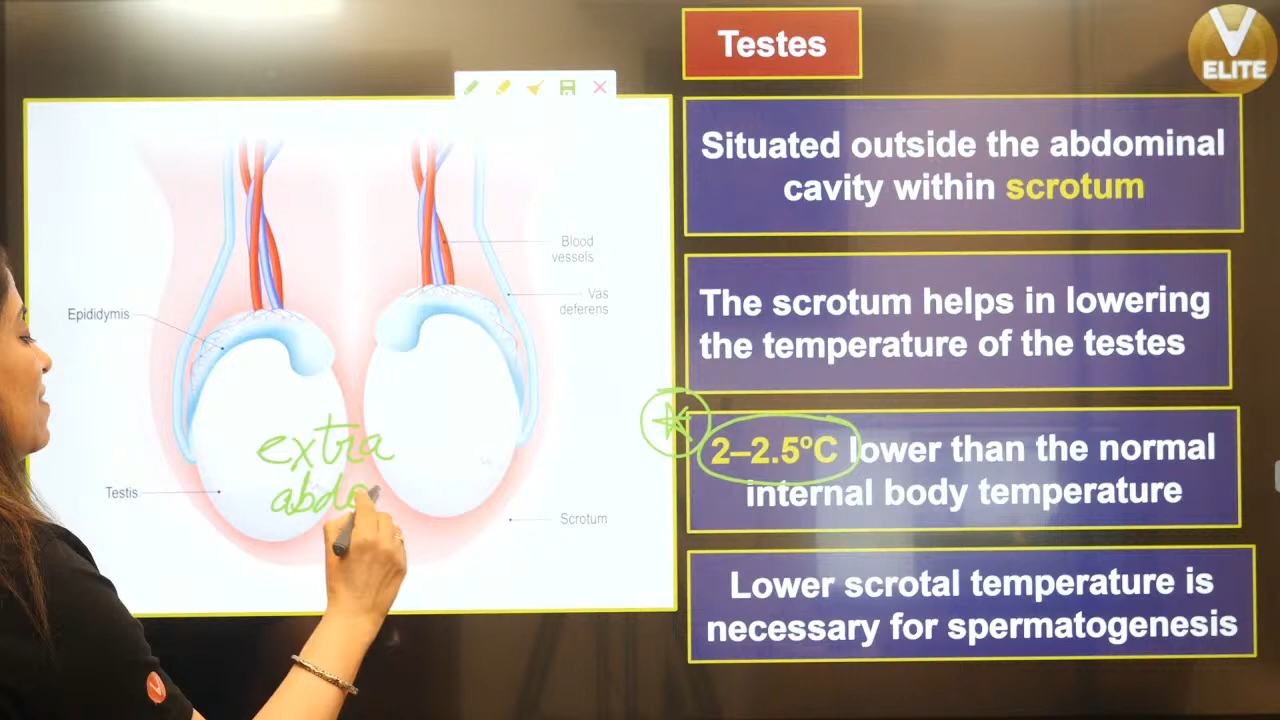 Testes
V
ELITE
Situated outside the abdominal
cavity within scrotum
The scrotum helps in lowering
the temperature of the testes
2–2.5ºC lower than the normal
internal body temperature
Lower scrotal temperature is
necessary for spermatogenesis
Blood
vessels
Vas
deferens
Epididymis
Testis
Scrotum
extra
abdo